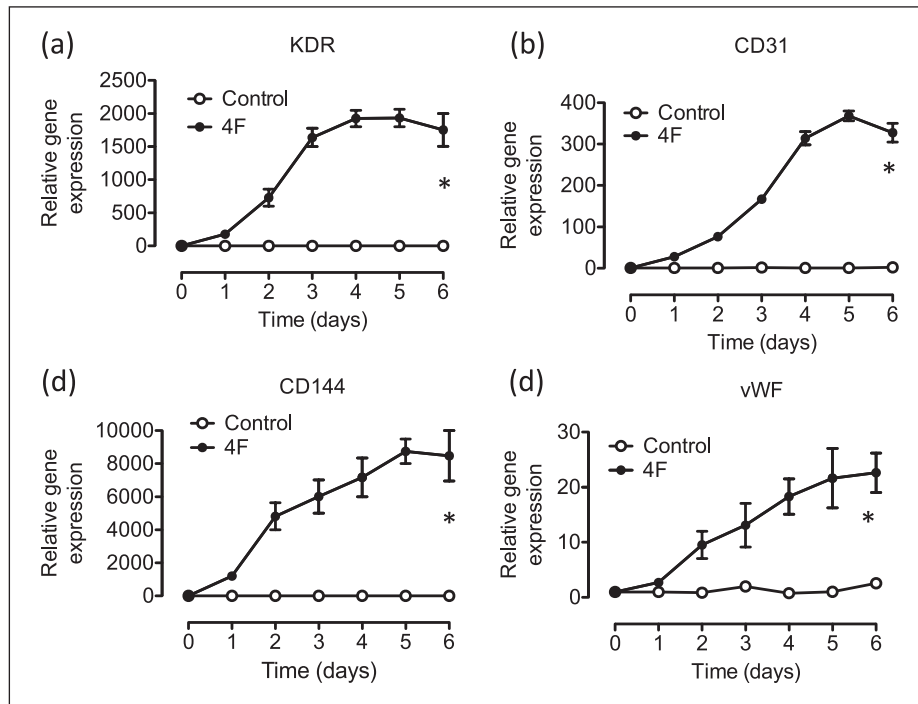 (a)
KDR
Relative gene
expression
2500
2000
1500
1000
500
0
Control
4F
*
0 1 2 3 4 5 6
Time (days)
(b)
CD31
Relative gene
expression
400
300
200
100
0
Control
4F
*
0 1 2 3 4 5 6
Time (days)
(d)
CD144
Relative gene
expression
10000
8000
6000
4000
2000
0
Control
4F
*
0 1 2 3 4 5 6
Time (days)
(d)
vWF
Relative gene
expression
30
20
10
0
Control
4F
*
0 1 2 3 4 5 6
Time (days)